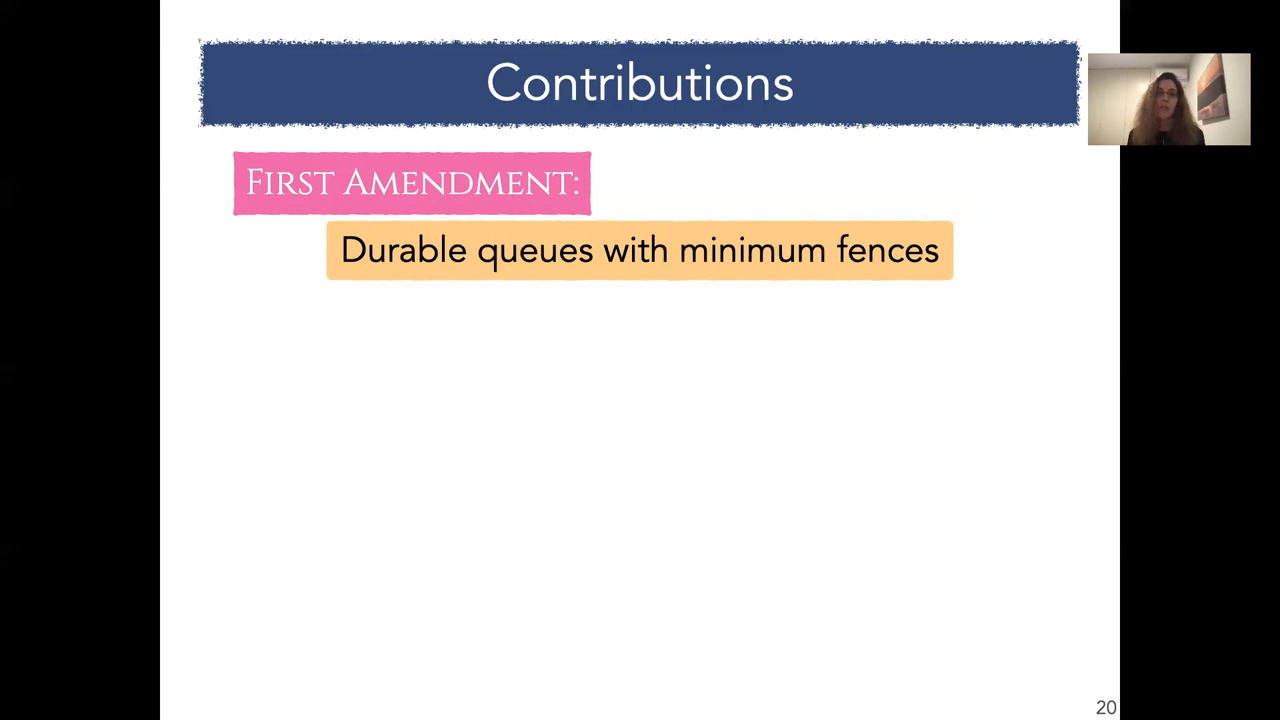 Contributions
FIRST AMENDMENT:
Durable queues with minimum fences
20